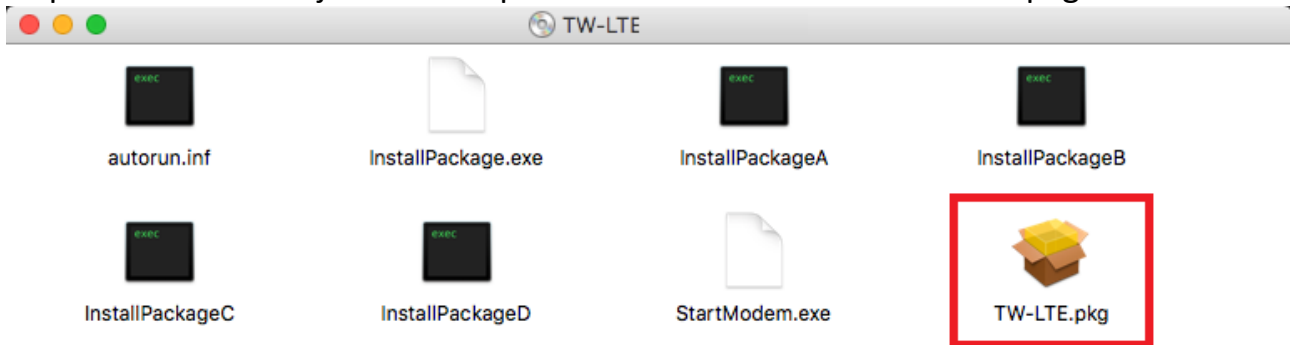 TW-LTE
exec exec exec
autorun.inf InstallPackage.exe InstallPackageA InstallPackageB
exec exec
InstallPackageC InstallPackageD StartModem.exe TW-LTE.pkg